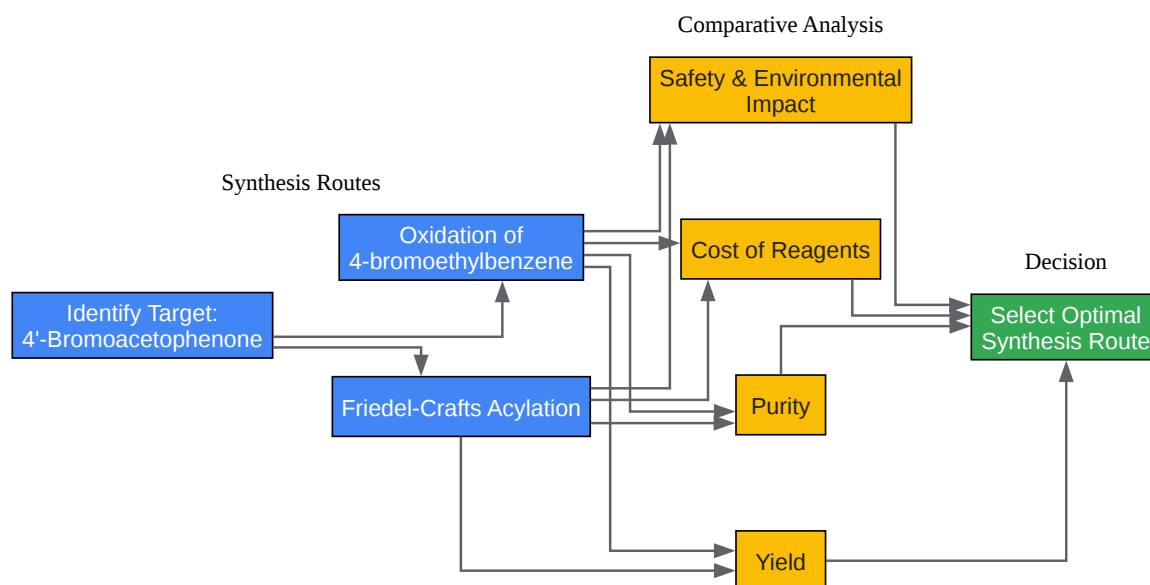 Comparative Analysis
Safety & Environmental
Impact
Synthesis Routes
Oxidation of
4-bromoethylbenzene
Cost of Reagents
Decision
Identify Target:
4'-Bromoacetophenone
Select Optimal
Synthesis Route
Friedel-Crafts Acylation
Purity
Yield